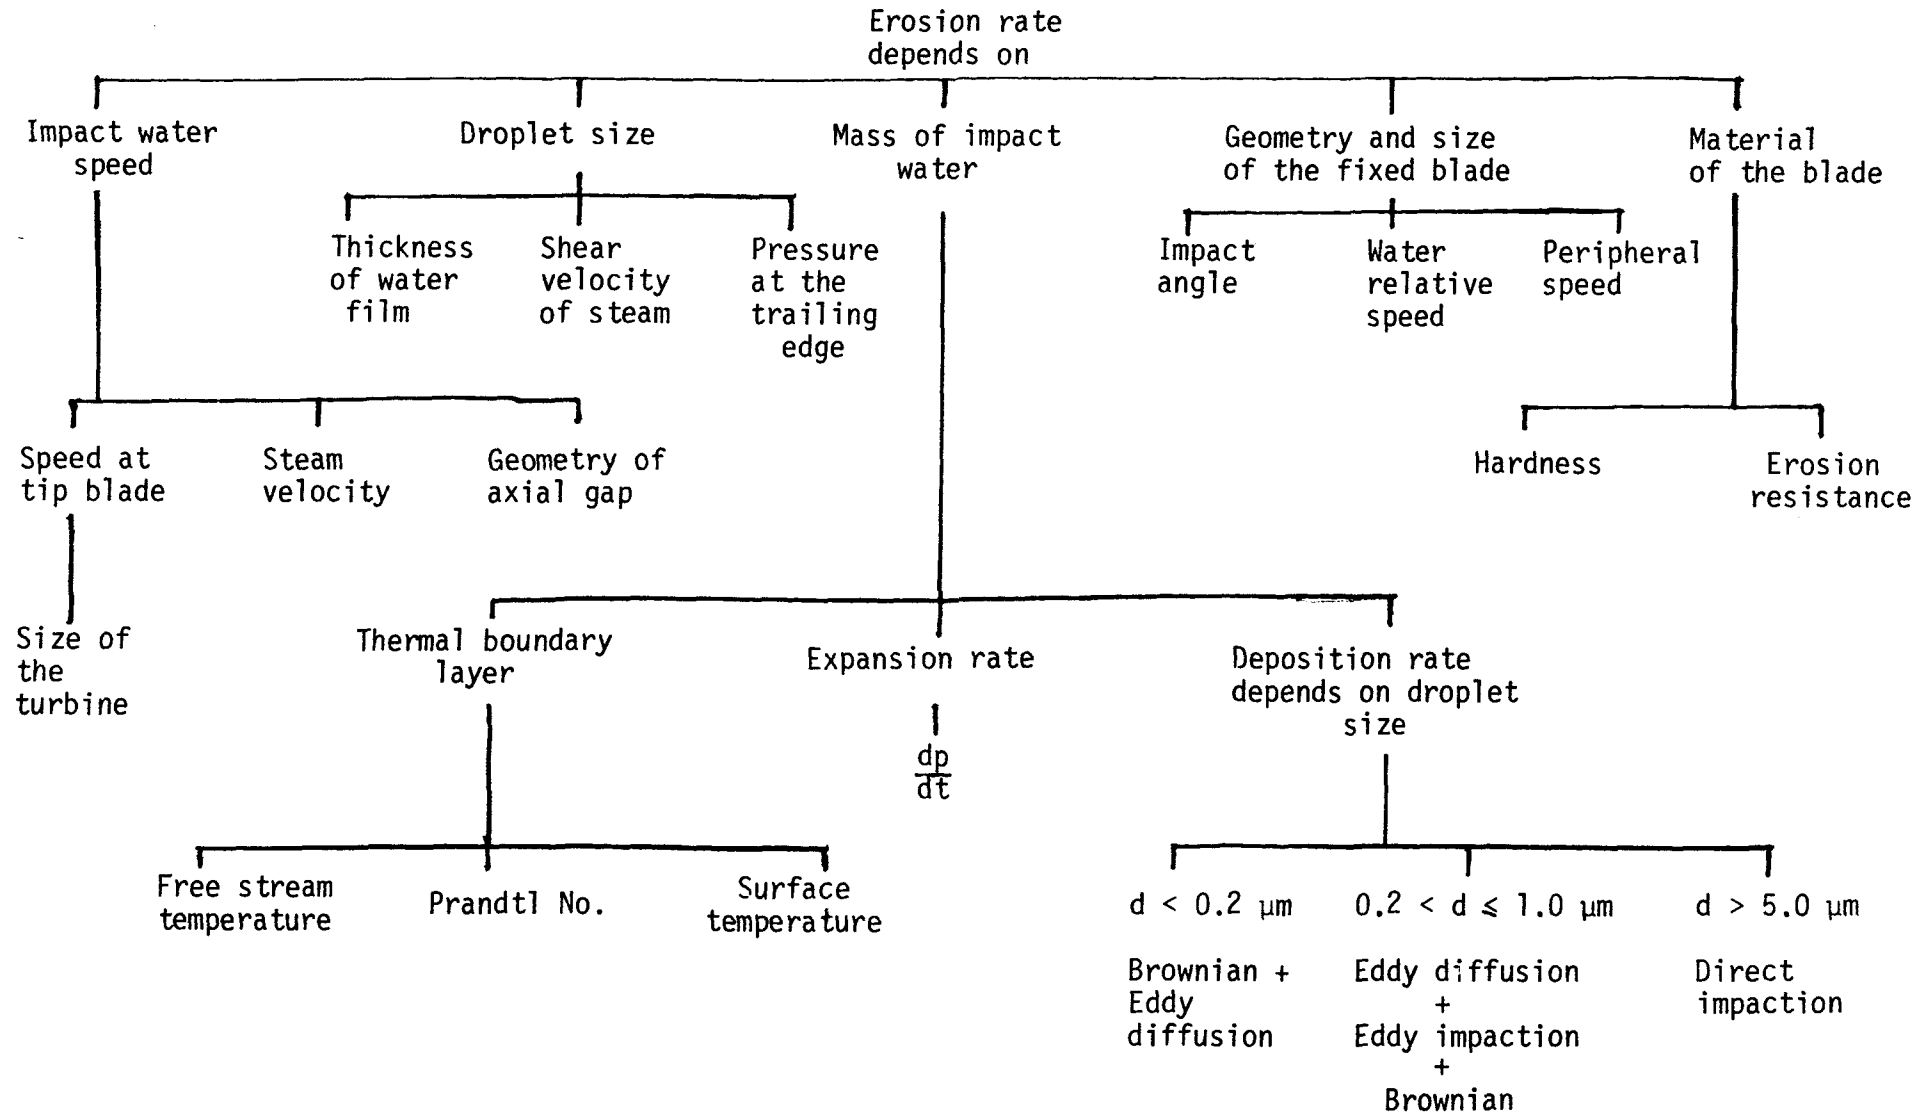 Erosion rate
depends on
Impact water
speed
Droplet size
Mass of impact
water
Geometry and size
of the fixed blade
Material
of the blade
Thickness
of water
film
Shear
velocity
of steam
Pressure
at the
trailing
edge
Impact
angle
Water
relative
speed
Peripheral
speed
Speed at
tip blade
Steam
velocity
Geometry of
axial gap
Hardness
Erosion
resistance
Size of
the
turbine
Thermal boundary
layer
Expansion rate
dp
dt
Deposition rate
depends on droplet
size
Free stream
temperature
Prandtl No.
Surface
temperature
d < 0.2 μm
Brownian +
Eddy
diffusion
0.2 < d ⩽ 1.0 μm
Eddy diffusion
+
Eddy impaction
+
Brownian
d > 5.0 μm
Direct
impaction